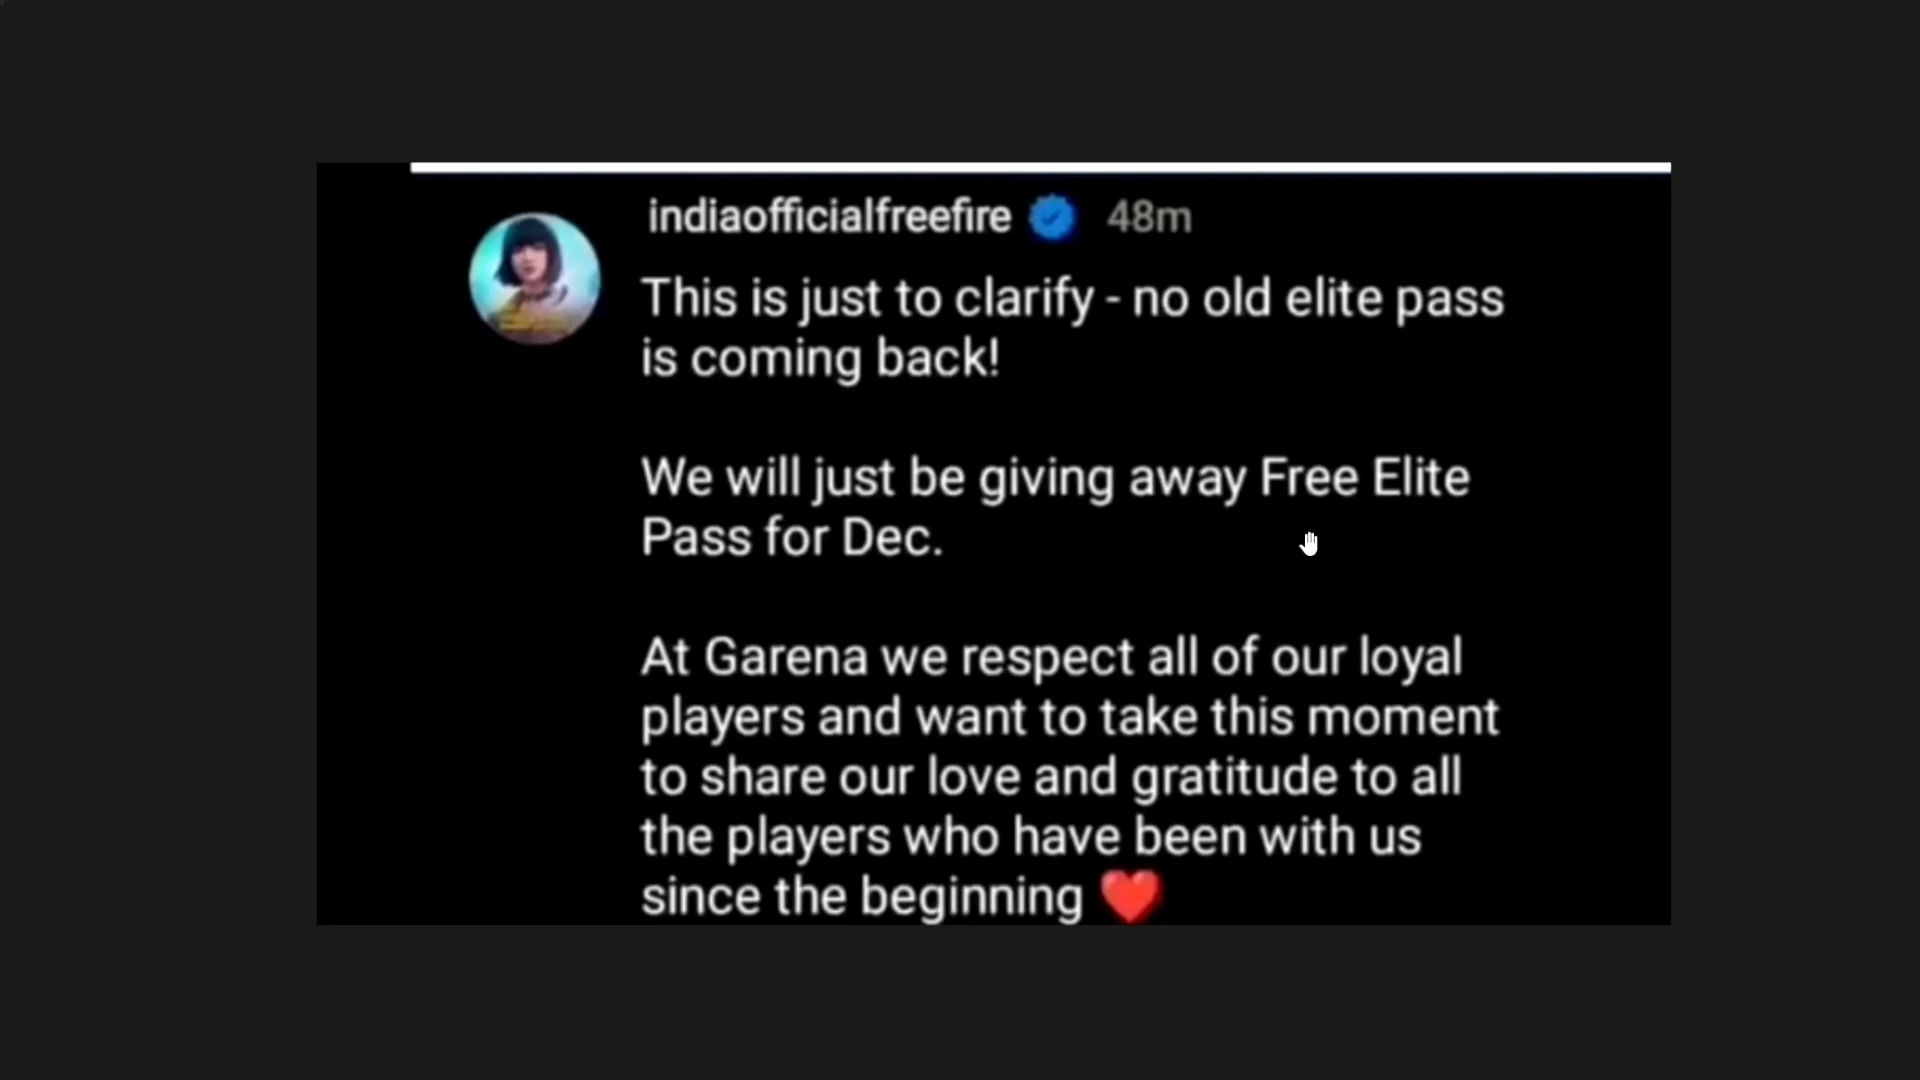 indiaofficialfreefire 48m
This is just to clarify - no old elite pass
is coming back!
We will just be giving away Free Elite
Pass for Dec.
At Garena we respect all of our loyal
players and want to take this moment
to share our love and gratitude to all
the players who have been with us
since the beginning ❤️